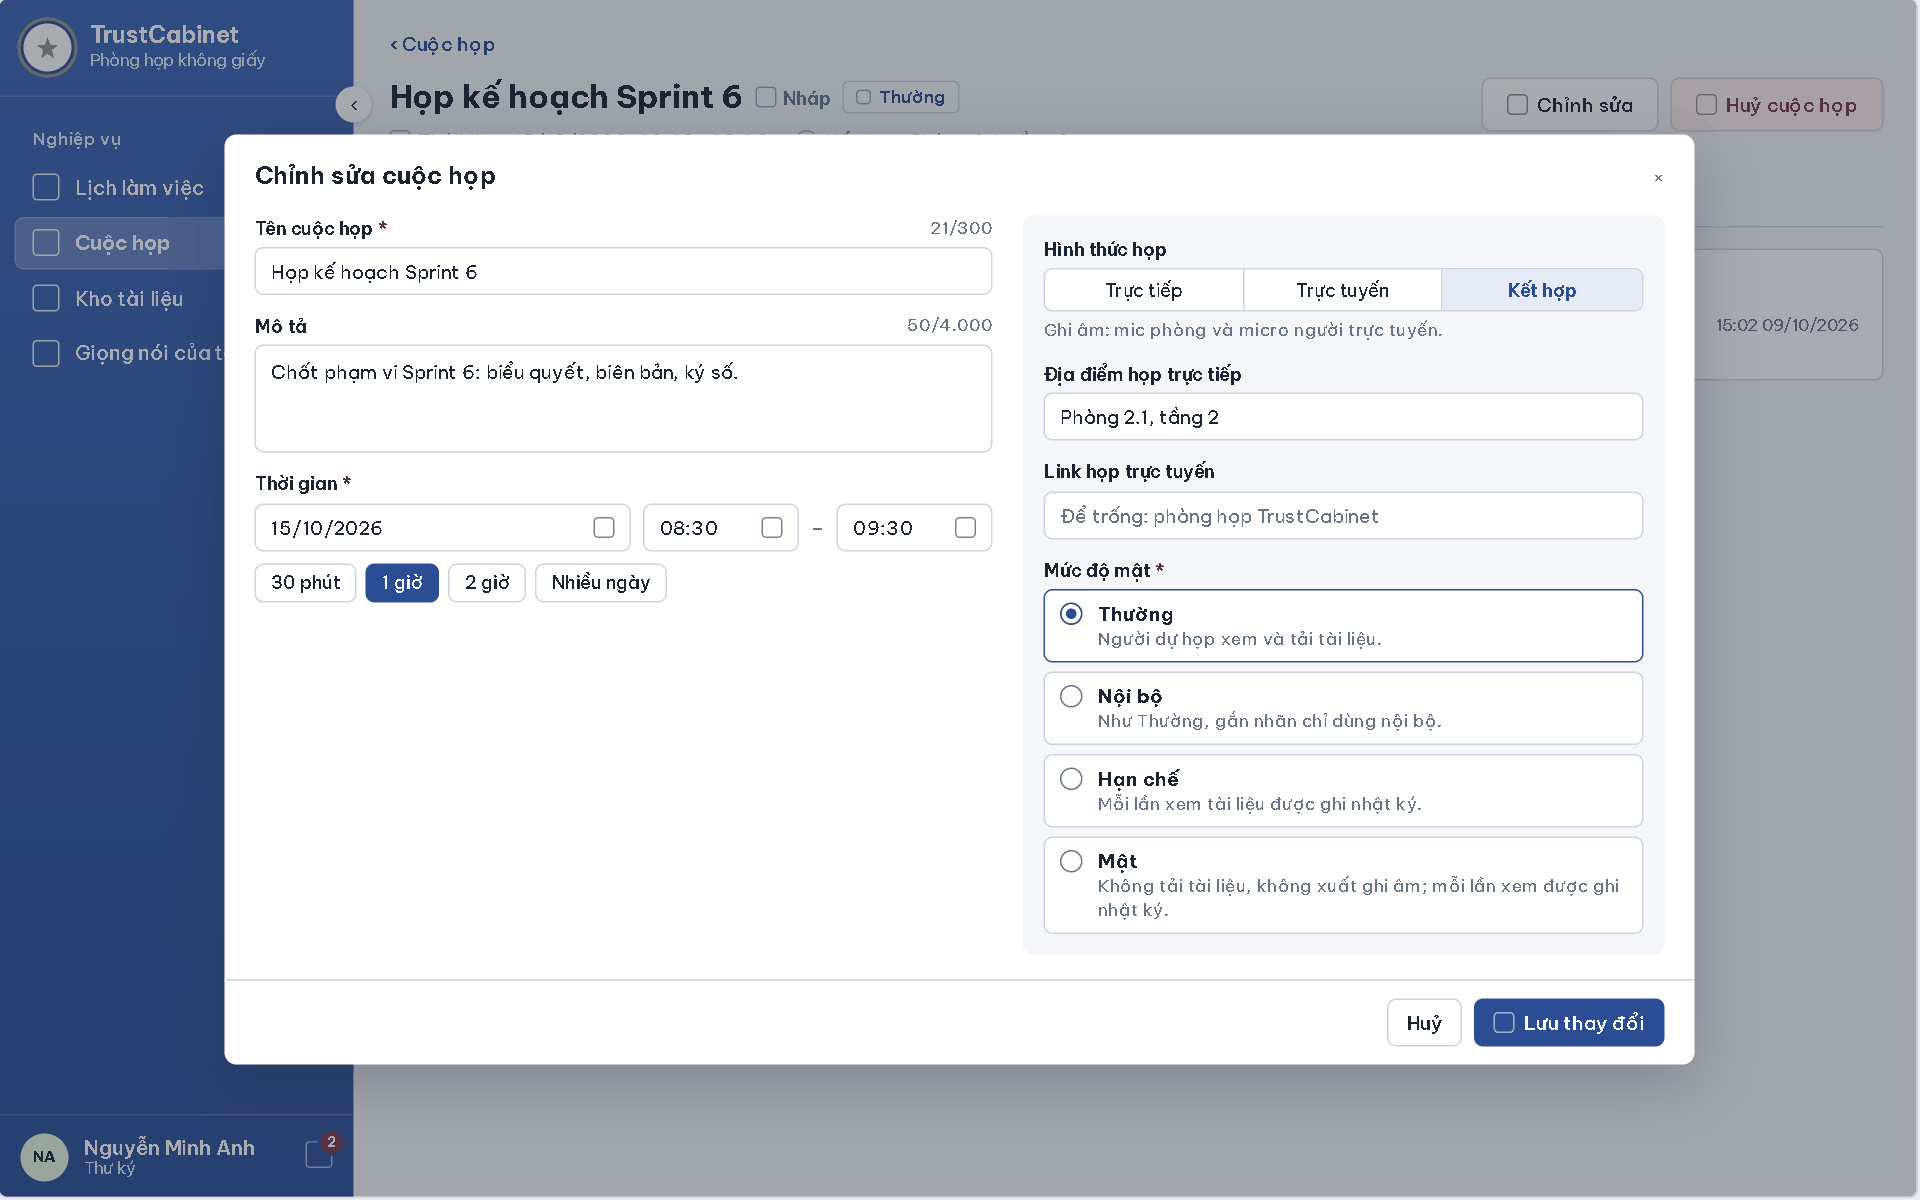 TrustCabinet
Phòng họp không giấy
Nghiệp vụ
Lịch làm việc
Cuộc họp
Kho tài liệu
Giọng nói của t
Nguyễn Minh Anh
Thư ký
NA
2
‹ Cuộc họp
Họp kế hoạch Sprint 6
Nháp
Thường
Chỉnh sửa
Huỷ cuộc họp
15:02 09/10/2026
Chỉnh sửa cuộc họp
×
Tên cuộc họp *
21/300
Họp kế hoạch Sprint 6
Mô tả
50/4.000
Chốt phạm vi Sprint 6: biểu quyết, biên bản, ký số.
Thời gian *
15/10/2026
08:30
–
09:30
30 phút
1 giờ
2 giờ
Nhiều ngày
Hình thức họp
Trực tiếp
Trực tuyến
Kết hợp
Ghi âm: mic phòng và micro người trực tuyến.
Địa điểm họp trực tiếp
Phòng 2.1, tầng 2
Link họp trực tuyến
Để trống: phòng họp TrustCabinet
Mức độ mật *
Thường
Người dự họp xem và tải tài liệu.
Nội bộ
Như Thường, gắn nhãn chỉ dùng nội bộ.
Hạn chế
Mỗi lần xem tài liệu được ghi nhật ký.
Mật
Không tải tài liệu, không xuất ghi âm; mỗi lần xem được ghi
nhật ký.
Huỷ
Lưu thay đổi